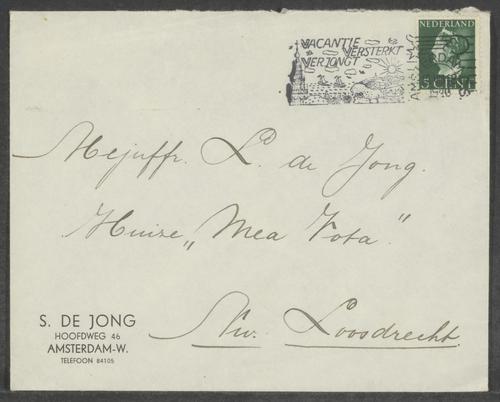 VACANTIE
VERSTERKT
VERJONGT
NEDERLAND
5 CENT
Mejuffr. L. de Jong.
Huize „Mea Vota."
Nw. Loosdrecht.
S. DE JONG
HOOFDWEG 46
AMSTERDAM-W.
TELEFOON 84105